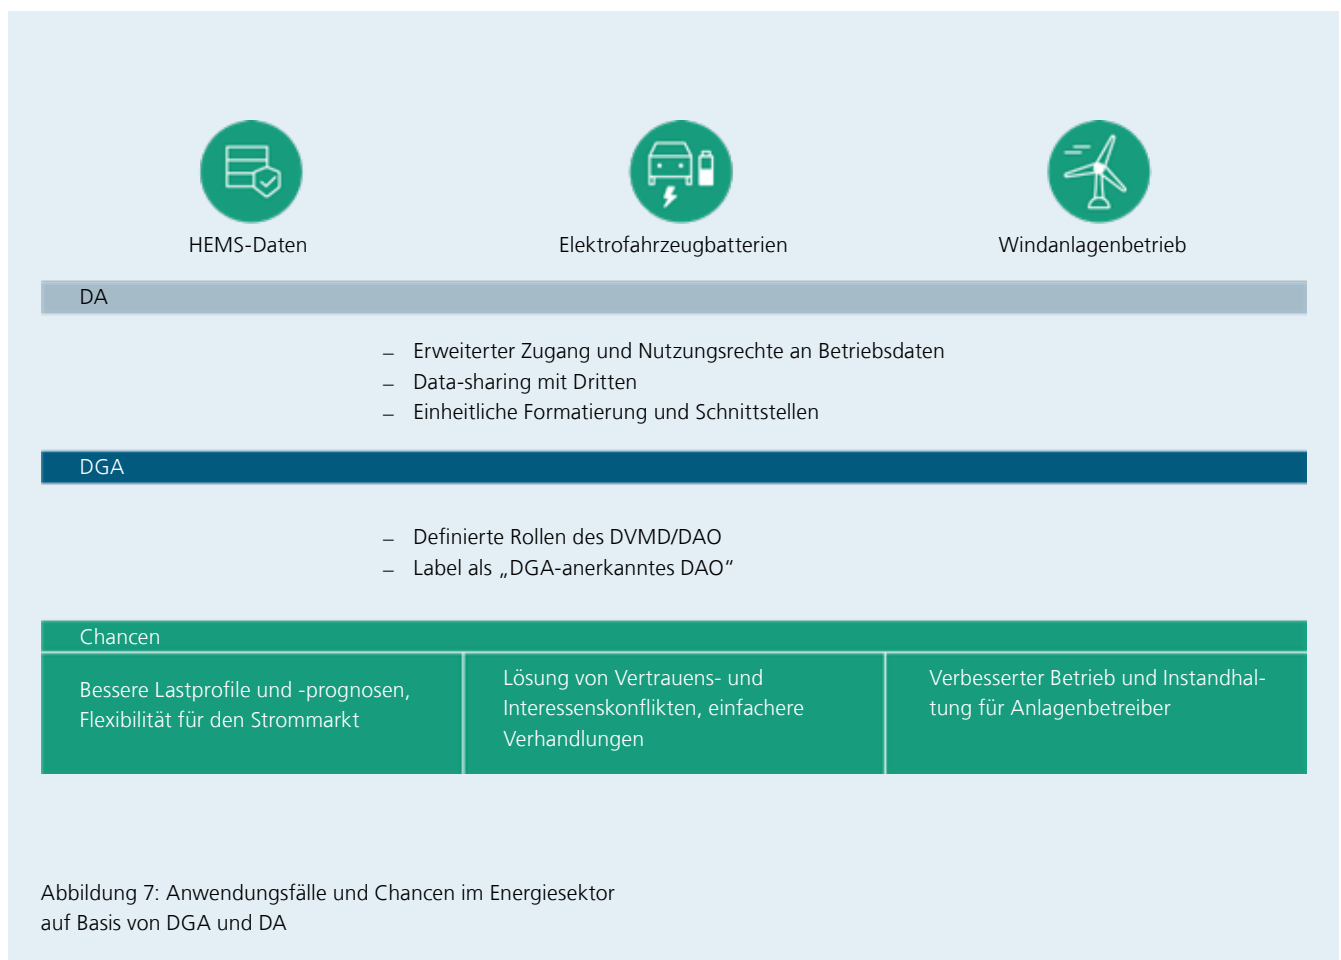 HEMS-Daten
Elektrofahrzeugbatterien
Windanlagenbetrieb
DA
– Erweiterter Zugang und Nutzungsrechte an Betriebsdaten
– Data-sharing mit Dritten
– Einheitliche Formatierung und Schnittstellen
DGA
– Definierte Rollen des DVMD/DAO
– Label als „DGA-anerkanntes DAO“
Chancen
Bessere Lastprofile und -prognosen,
Flexibilität für den Strommarkt
Lösung von Vertrauens- und
Interessenskonflikten, einfachere
Verhandlungen
Verbesserter Betrieb und Instandhal-
tung für Anlagenbetreiber
Abbildung 7: Anwendungsfälle und Chancen im Energiesektor
auf Basis von DGA und DA